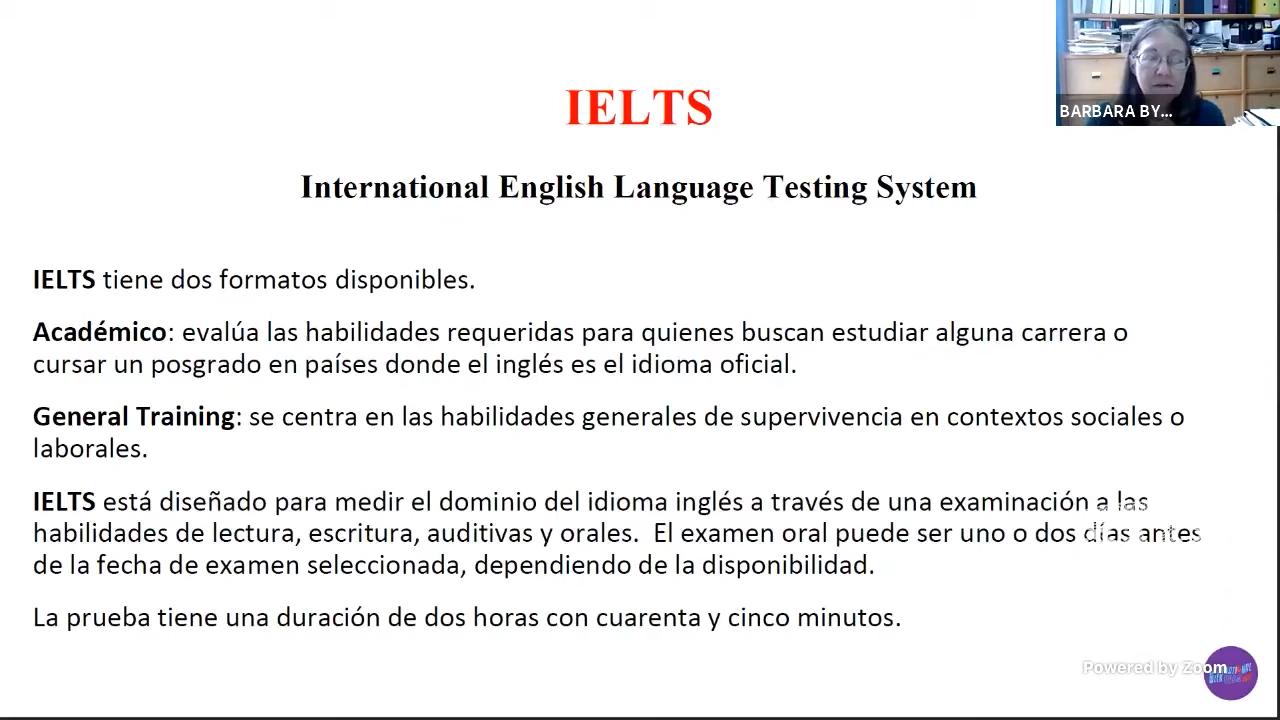 IELTS
BARBARA BY...
International English Language Testing System
IELTS tiene dos formatos disponibles.
Académico: evalúa las habilidades requeridas para quienes buscan estudiar alguna carrera o
cursar un posgrado en países donde el inglés es el idioma oficial.
General Training: se centra en las habilidades generales de supervivencia en contextos sociales o
laborales.
IELTS está diseñado para medir el dominio del idioma inglés a través de una examinación a las
habilidades de lectura, escritura, auditivas y orales.  El examen oral puede ser uno o dos días antes
de la fecha de examen seleccionada, dependiendo de la disponibilidad.
La prueba tiene una duración de dos horas con cuarenta y cinco minutos.
Powered by Zoom